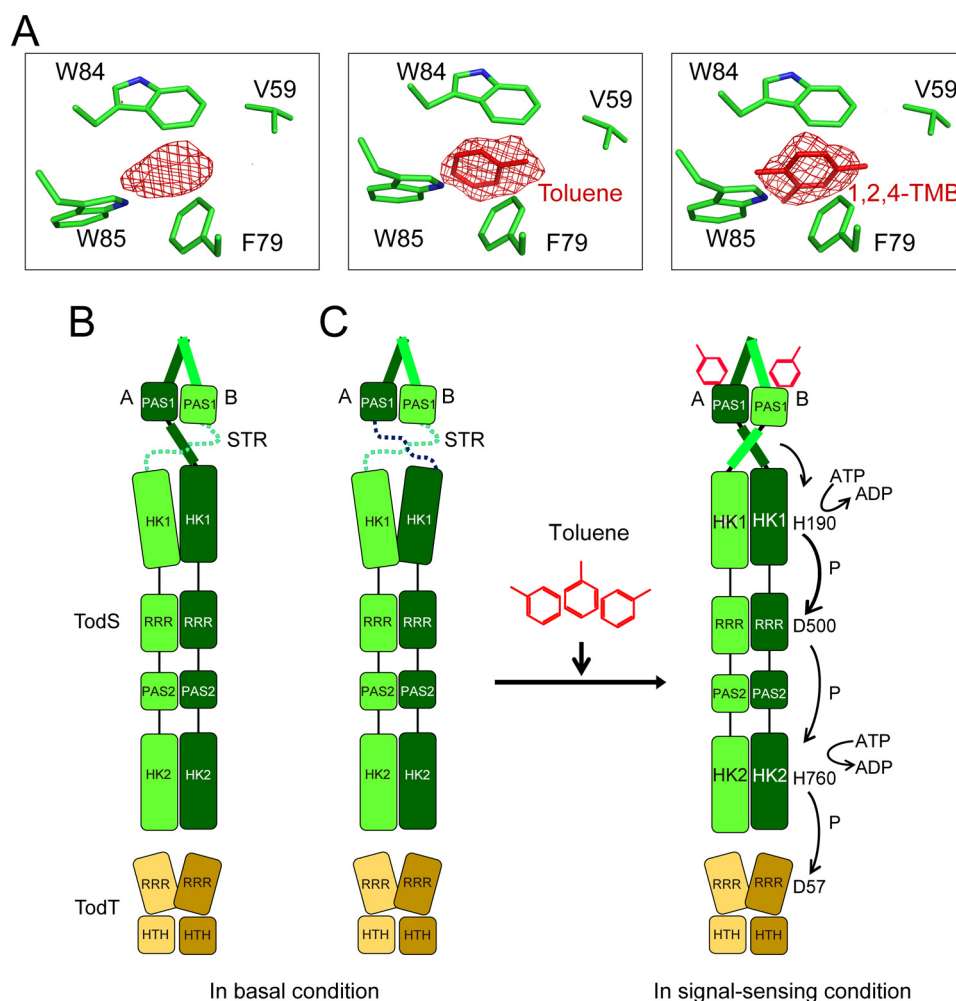 A
W84
V59
W85
F79
W84
V59
Toluene
W85
F79
W84
V59
1,2,4-TMB
W85
F79
B
C
A PAS1 PAS1 B
STR
HK1 HK1
TodS
RRR RRR
PAS2 PAS2
HK2 HK2
TodT
RRR RRR
HTH HTH
A PAS1 PAS1 B
STR
HK1 HK1
RRR RRR
PAS2 PAS2
HK2 HK2
RRR RRR
HTH HTH
Toluene
A PAS1 PAS1 B
ATP
ADP
HK1 HK1 H190
P
RRR RRR D500
PAS2 PAS2 P
ATP
ADP
HK2 HK2 H760
P
RRR RRR D57
HTH HTH
In basal condition
In signal-sensing condition